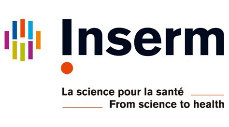 Inserm
La science pour la santé
From science to health